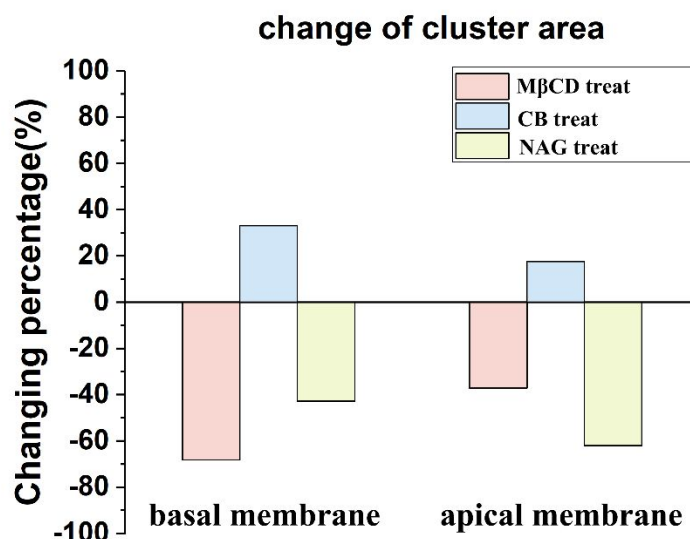 change of cluster area
Changing percentage(%)
100
80
60
40
20
0
-20
-40
-60
-80
-100
MβCD treat
CB treat
NAG treat
basal membrane
apical membrane